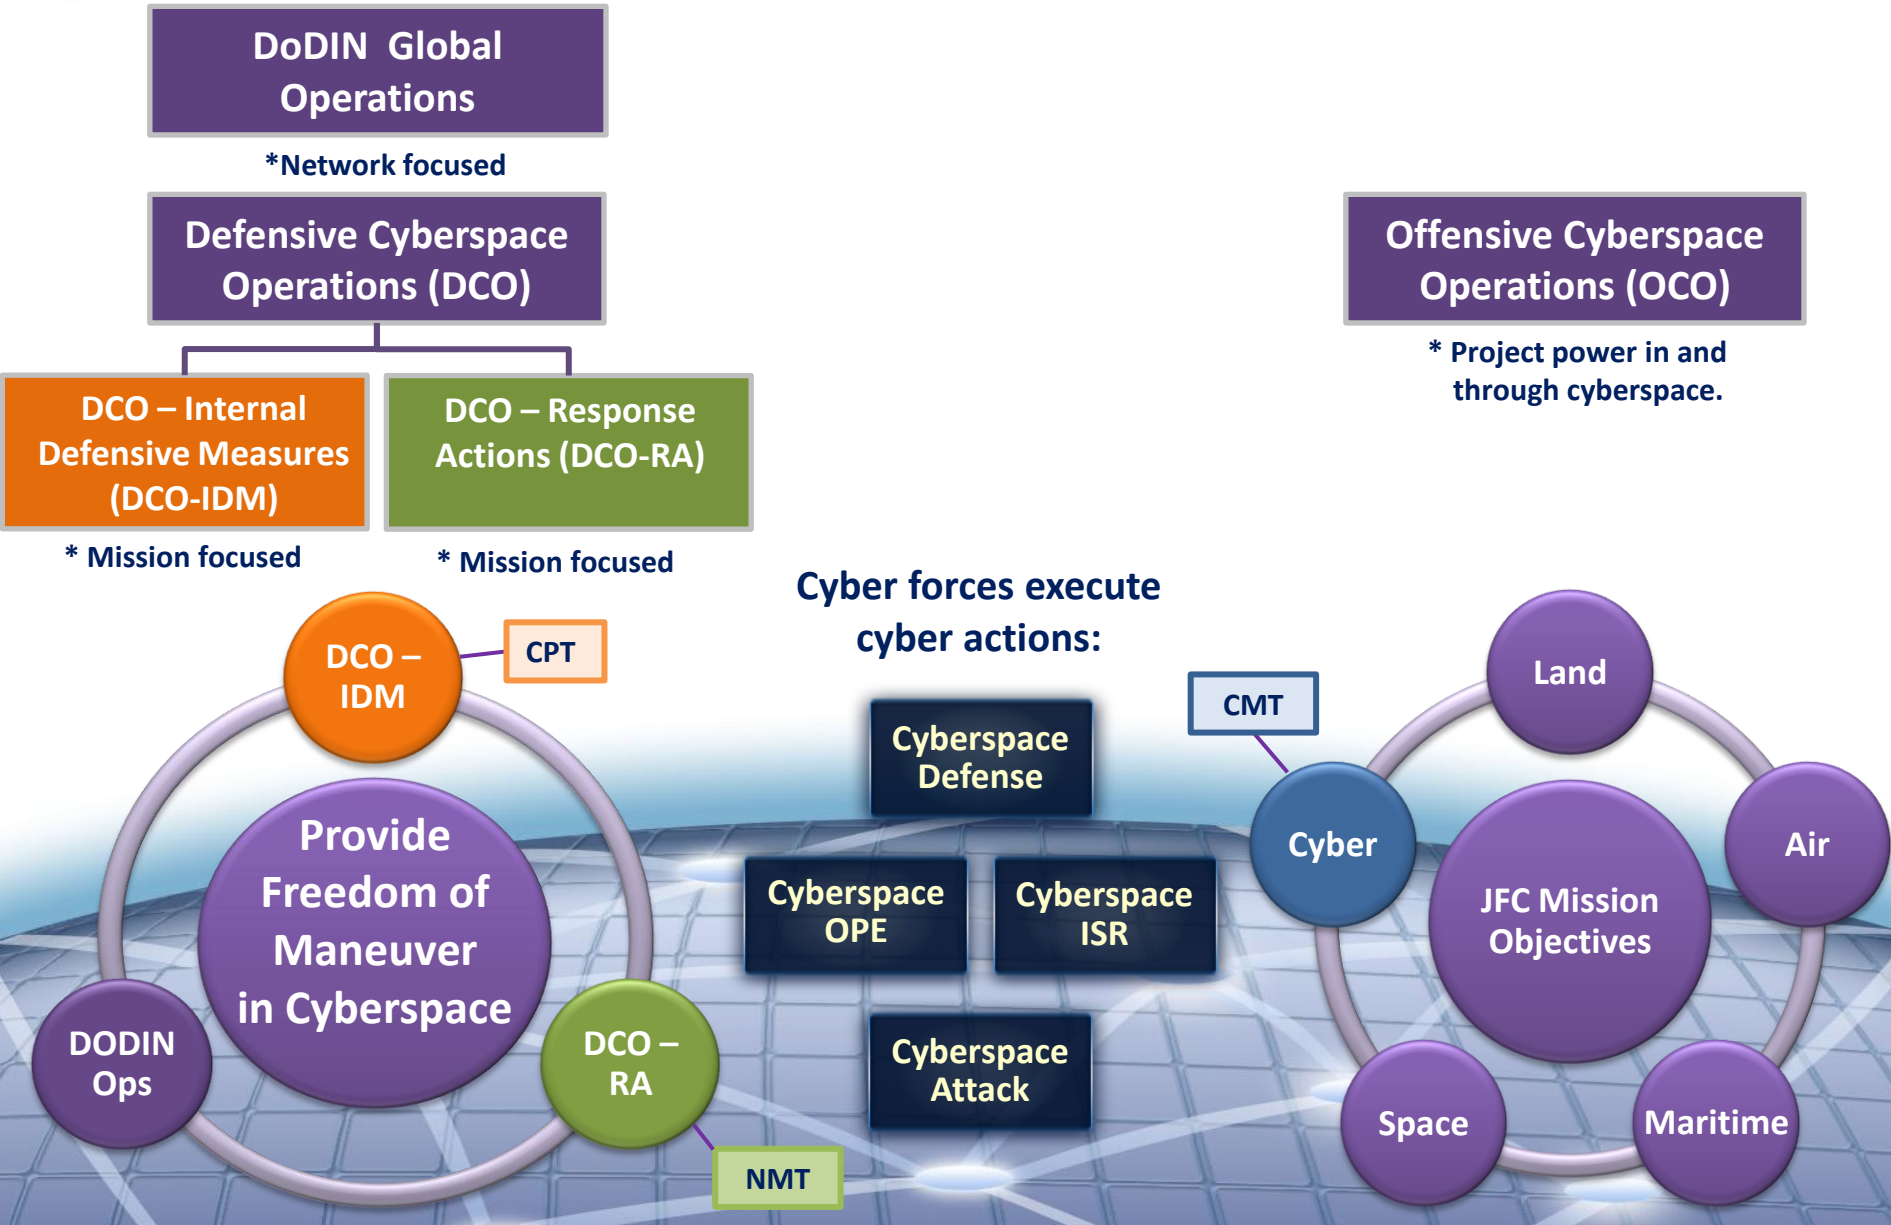 DoDIN Global
Operations
*Network focused
Defensive Cyberspace
Operations (DCO)
Offensive Cyberspace
Operations (OCO)
* Project power in and
through cyberspace.
DCO – Internal
Defensive Measures
(DCO-IDM)
* Mission focused
DCO – Response
Actions (DCO-RA)
* Mission focused
Cyber forces execute
cyber actions:
DCO –
IDM
CPT
Provide
Freedom of
Maneuver
in Cyberspace
DODIN
Ops
DCO –
RA
NMT
Cyberspace
Defense
Cyberspace
OPE
Cyberspace
ISR
Cyberspace
Attack
CMT
Land
Cyber
Air
JFC Mission
Objectives
Space
Maritime